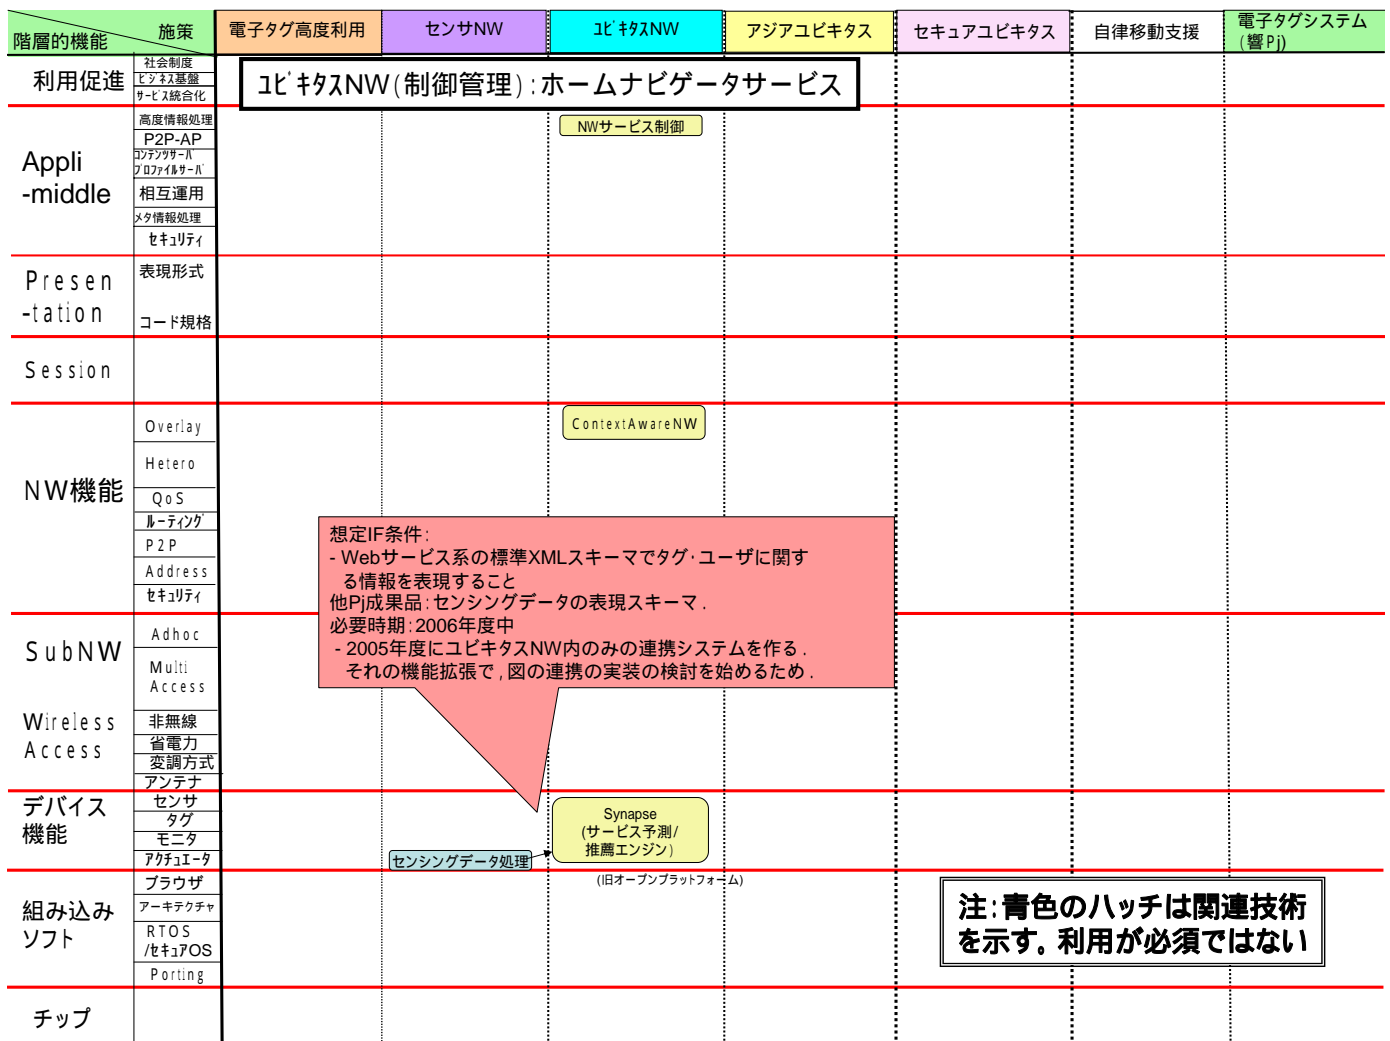 施策
階層的機能
電子タグ高度利用
センサNW
ﾕﾋﾞｷﾀｽNW
アジアユビキタス
セキュアユビキタス
自律移動支援
電子タグシステム
(響Pj)
利用促進
社会制度
ﾋﾞｼﾞﾈｽ基盤
ｻｰﾋﾞｽ統合化
ﾕﾋﾞｷﾀｽNW(制御管理):ホームナビゲータサービス
Appli
-middle
高度情報処理
P2P-AP
ｺﾝﾃﾝﾂｻｰﾊﾞ
ﾌﾟﾛﾌｧｲﾙｻｰﾊﾞ
相互運用
メタ情報処理
ｾｷｭﾘﾃｨ
NWサービス制御
Presen
-tation
表現形式
コード規格
Session
NW機能
Overlay
Hetero
QoS
ﾙｰﾃｨﾝｸﾞ
P2P
Address
ｾｷｭﾘﾃｨ
ContextAwareNW
想定IF条件:
- Webサービス系の標準XMLスキーマでタグ・ユーザに関す
る情報を表現すること
他Pj成果品:センシングデータの表現スキーマ.
必要時期:2006年度中
- 2005年度にユビキタスNW内のみの連携システムを作る.
それの機能拡張で,図の連携の実装の検討を始めるため.
SubNW
Adhoc
Multi
Access
Wireless
Access
非無線
省電力
変調方式
アンテナ
デバイス
機能
センサ
タグ
モニタ
ｱｸﾁｭｴｰﾀ
センシングデータ処理
Synapse
(サービス予測/
推薦エンジン)
(旧オープンプラットフォーム)
組み込み
ソフト
ブラウザ
アーキテクチャ
RTOS
/ｾｷｭｱOS
Porting
注:青色のハッチは関連技術
を示す。利用が必須ではない
チップ